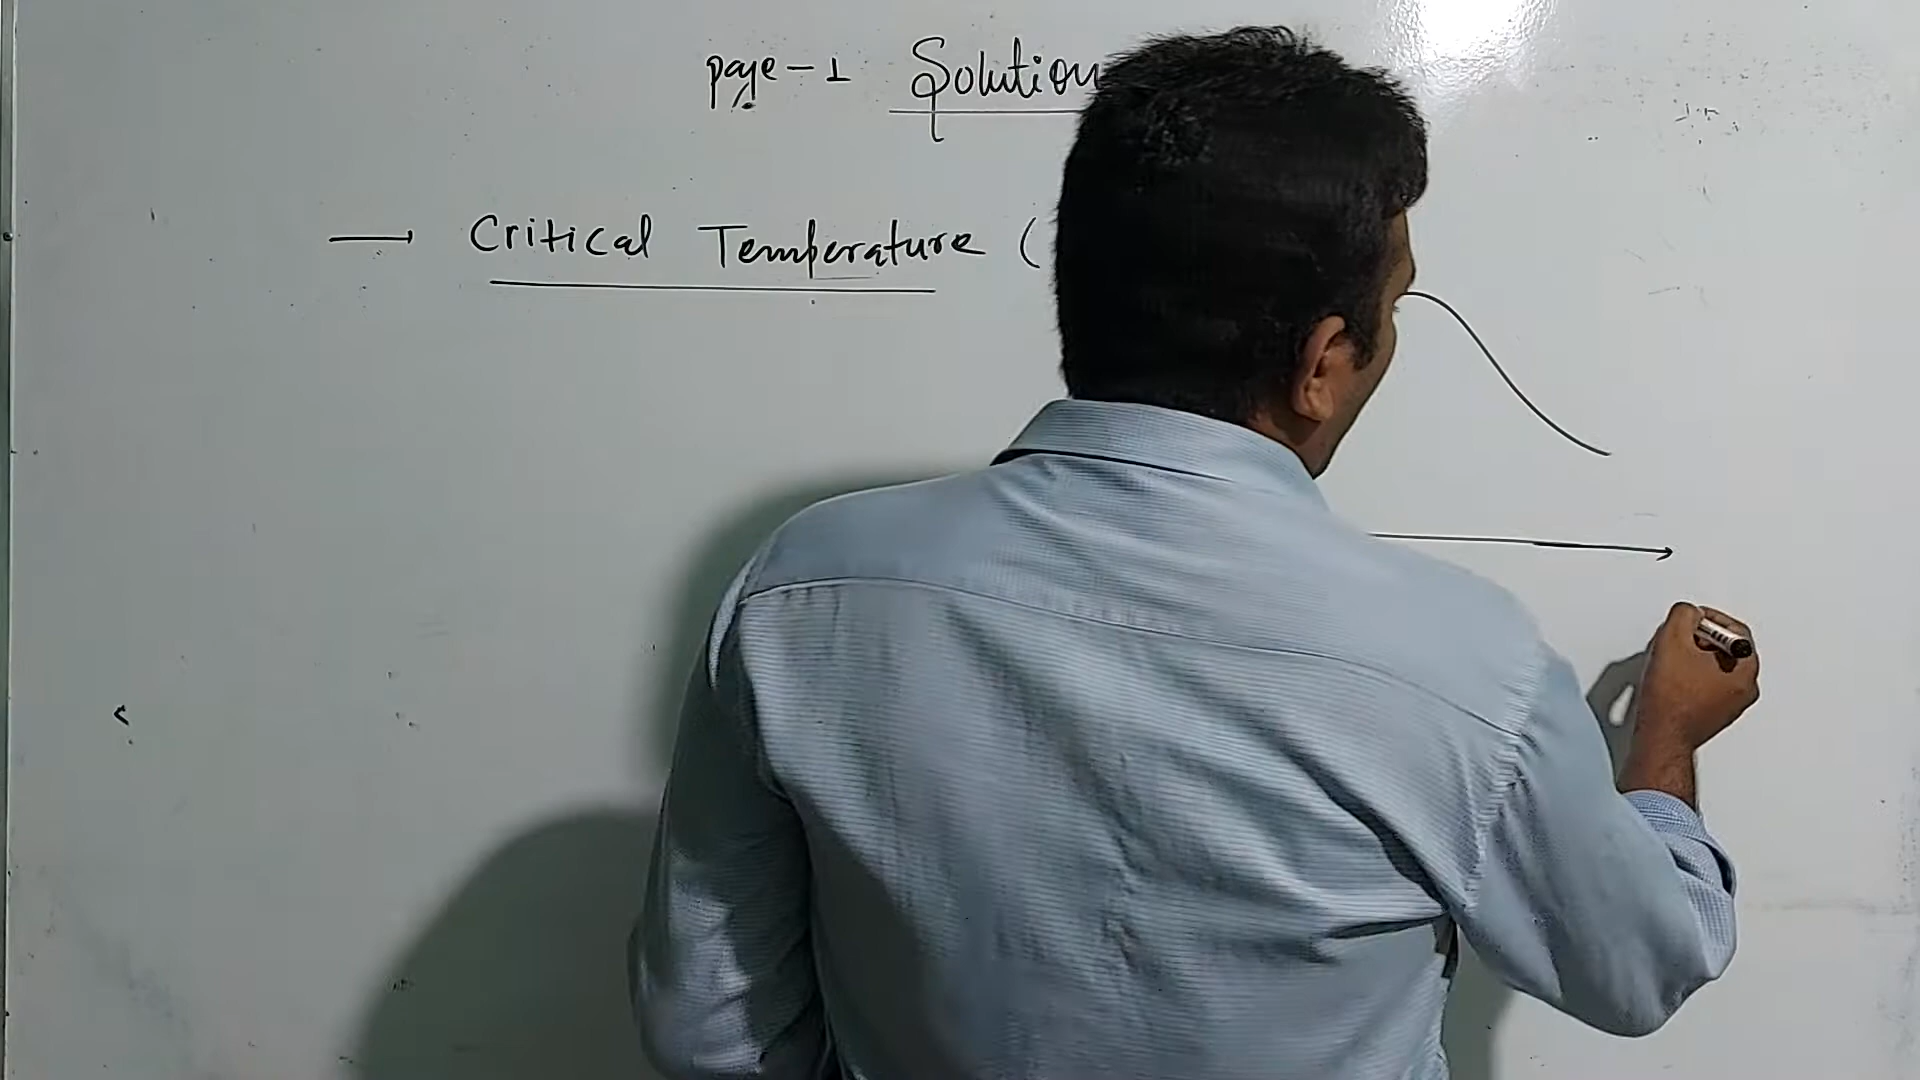 page-1 Solution
→ Critical Temperature (